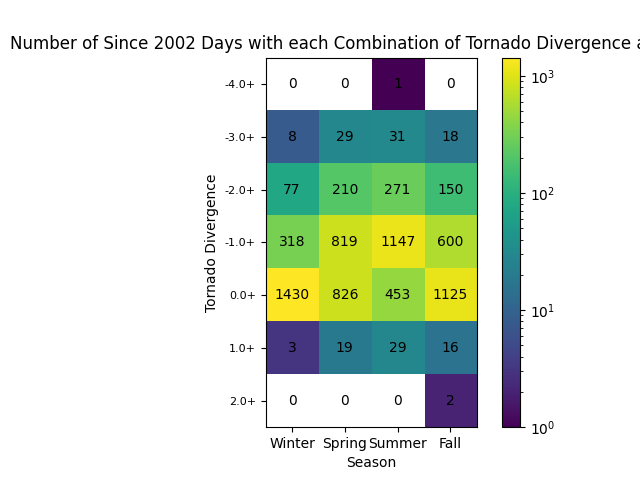 Number of Since 2002 Days with each Combination of Tornado Divergence a
-4.0+ 0 0 1 0 10³
-3.0+ 8 29 31 18
-2.0+ 77 210 271 150 10²
-1.0+ 318 819 1147 600
0.0+ 1430 826 453 1125 10¹
1.0+ 3 19 29 16
2.0+ 0 0 0 2 10⁰
Tornado Divergence
Winter Spring Summer Fall
Season